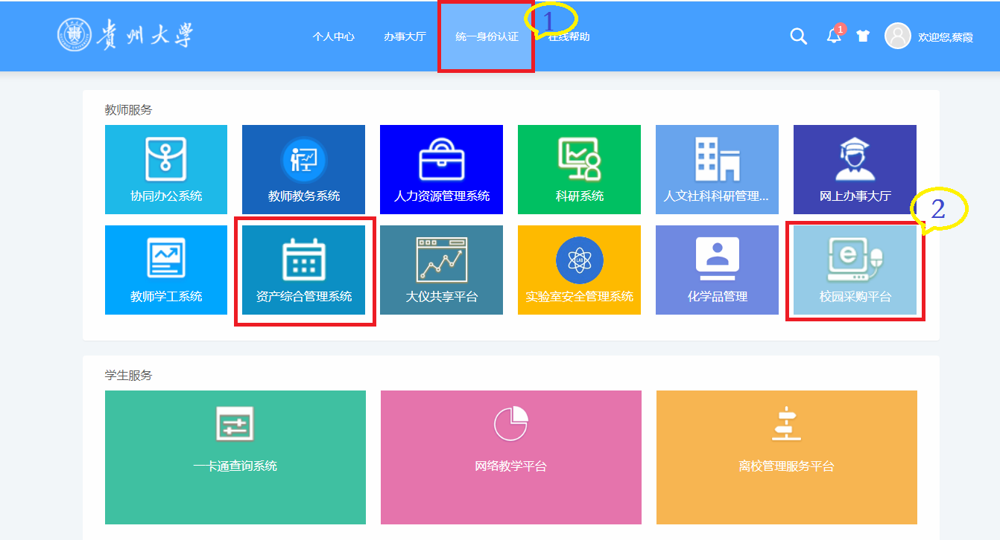 貴州大學
个人中心
办事大厅
统一身份认证
在线帮助
1
1
欢迎您,蔡霞
教师服务
协同办公系统
教师教务系统
人力资源管理系统
科研系统
人文社科科研管理...
网上办事大厅
2
教师学工系统
资产综合管理系统
大仪共享平台
LAB
实验室安全管理系统
化学品管理
e
校园采购平台
学生服务
一卡通查询系统
网络教学平台
离校管理服务平台